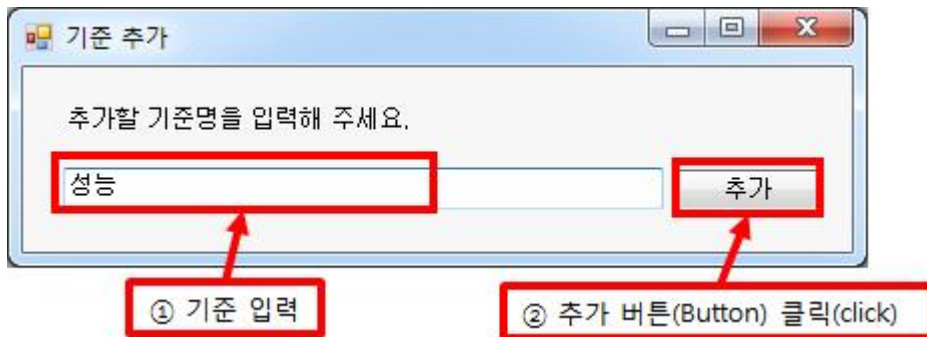 기준 추가
추가할 기준명을 입력해 주세요.
성능
추가
① 기준 입력
② 추가 버튼(Button) 클릭(click)